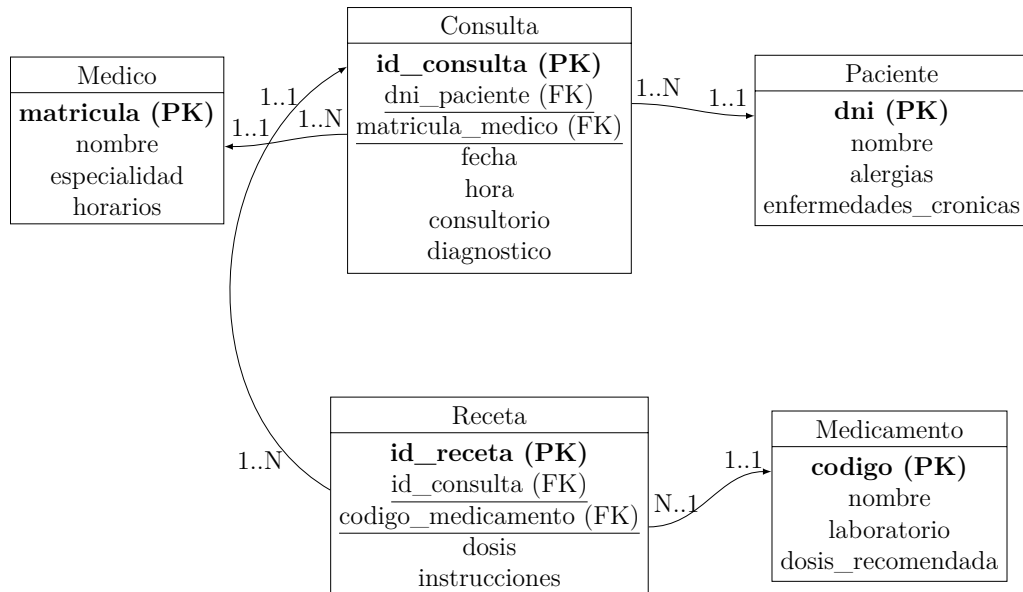 Consulta
id_consulta (PK)
dni_paciente (FK)
matricula_medico (FK)
fecha
hora
consultorio
diagnostico
Medico
matricula (PK)
nombre
especialidad
horarios
Paciente
dni (PK)
nombre
alergias
enfermedades_cronicas
1..1
1..N
1..1
1..N
1..1
1..N
Receta
id_receta (PK)
id_consulta (FK)
codigo_medicamento (FK)
dosis
instrucciones
N..1
1..1
Medicamento
codigo (PK)
nombre
laboratorio
dosis_recomendada